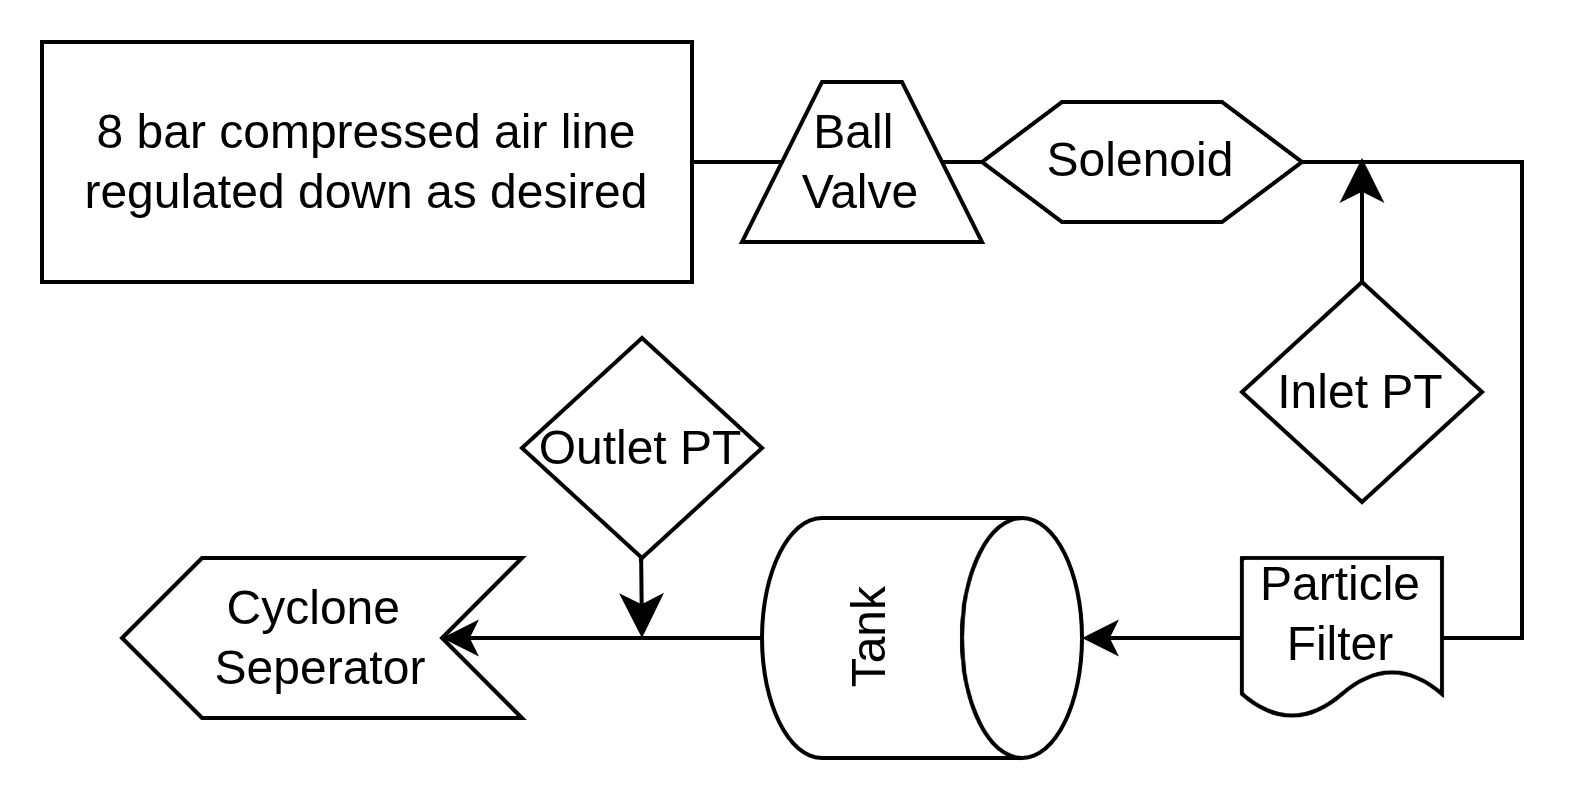 8 bar compressed air line
regulated down as desired
Ball
Valve
Solenoid
Inlet PT
Outlet PT
Particle
Filter
Tank
Cyclone
Seperator